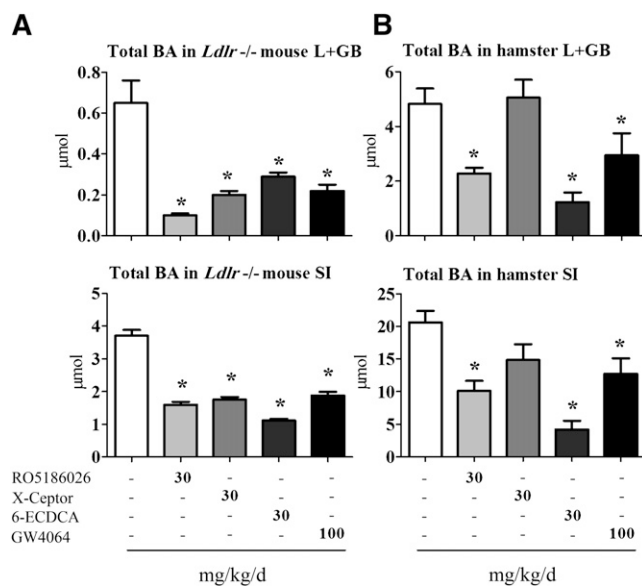 A
B
Total BA in Ldlr -/- mouse L+GB
Total BA in hamster L+GB
0.8
0.6
0.4
0.2
0.0
μmol
* * * *
6
4
2
0
μmol
* * *
Total BA in Ldlr -/- mouse SI
Total BA in hamster SI
4
3
2
1
0
μmol
* * * *
25
20
15
10
5
0
μmol
* * *
RO5186026 - 30 - - - - 30 - - -
X-Ceptor - - 30 - - - - 30 - -
6-ECDCA - - - 30 - - - - 30 -
GW4064 - - - - 100 - - - - 100
mg/kg/d
mg/kg/d